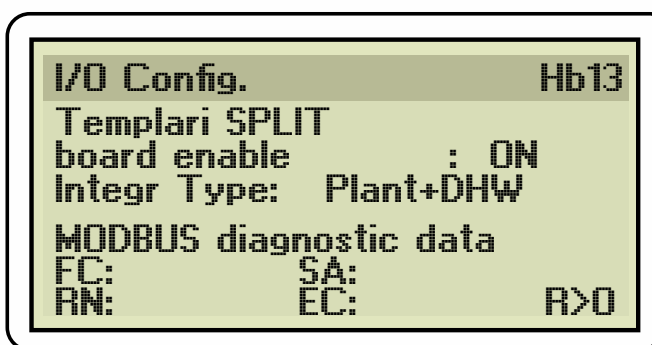 I/O Config. Hb13
Templari SPLIT
board enable : ON
Integr Type: Plant+DHW
MODBUS diagnostic data
FC: SA:
RN: EC: R>0